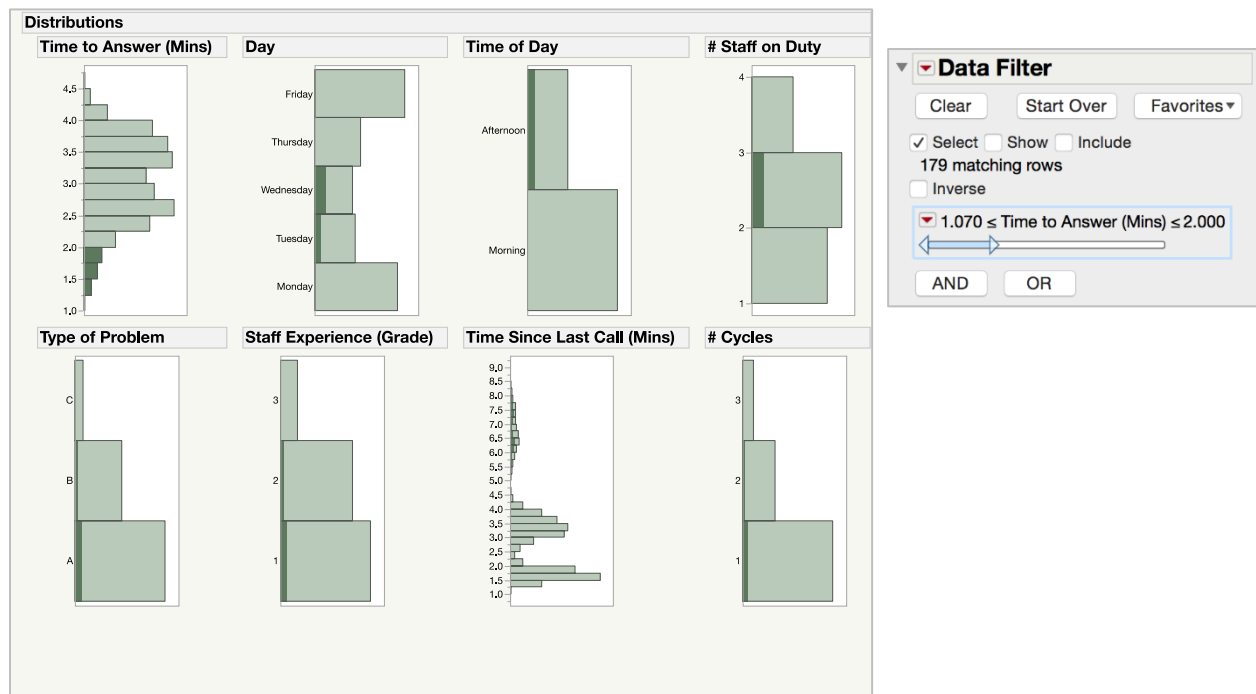 Distributions
Time to Answer (Mins)
4.5
4.0
3.5
3.0
2.5
2.0
1.5
1.0
Day
Friday
Thursday
Wednesday
Tuesday
Monday
Time of Day
Afternoon
Morning
# Staff on Duty
4
3
2
1
Type of Problem
C
B
A
Staff Experience (Grade)
3
2
1
Time Since Last Call (Mins)
9.0
8.5
8.0
7.5
7.0
6.5
6.0
5.5
5.0
4.5
4.0
3.5
3.0
2.5
2.0
1.5
1.0
# Cycles
3
2
1
Data Filter
Clear Start Over Favorites
Select Show Include
179 matching rows
Inverse
1.070 ≤ Time to Answer (Mins) ≤ 2.000
AND OR